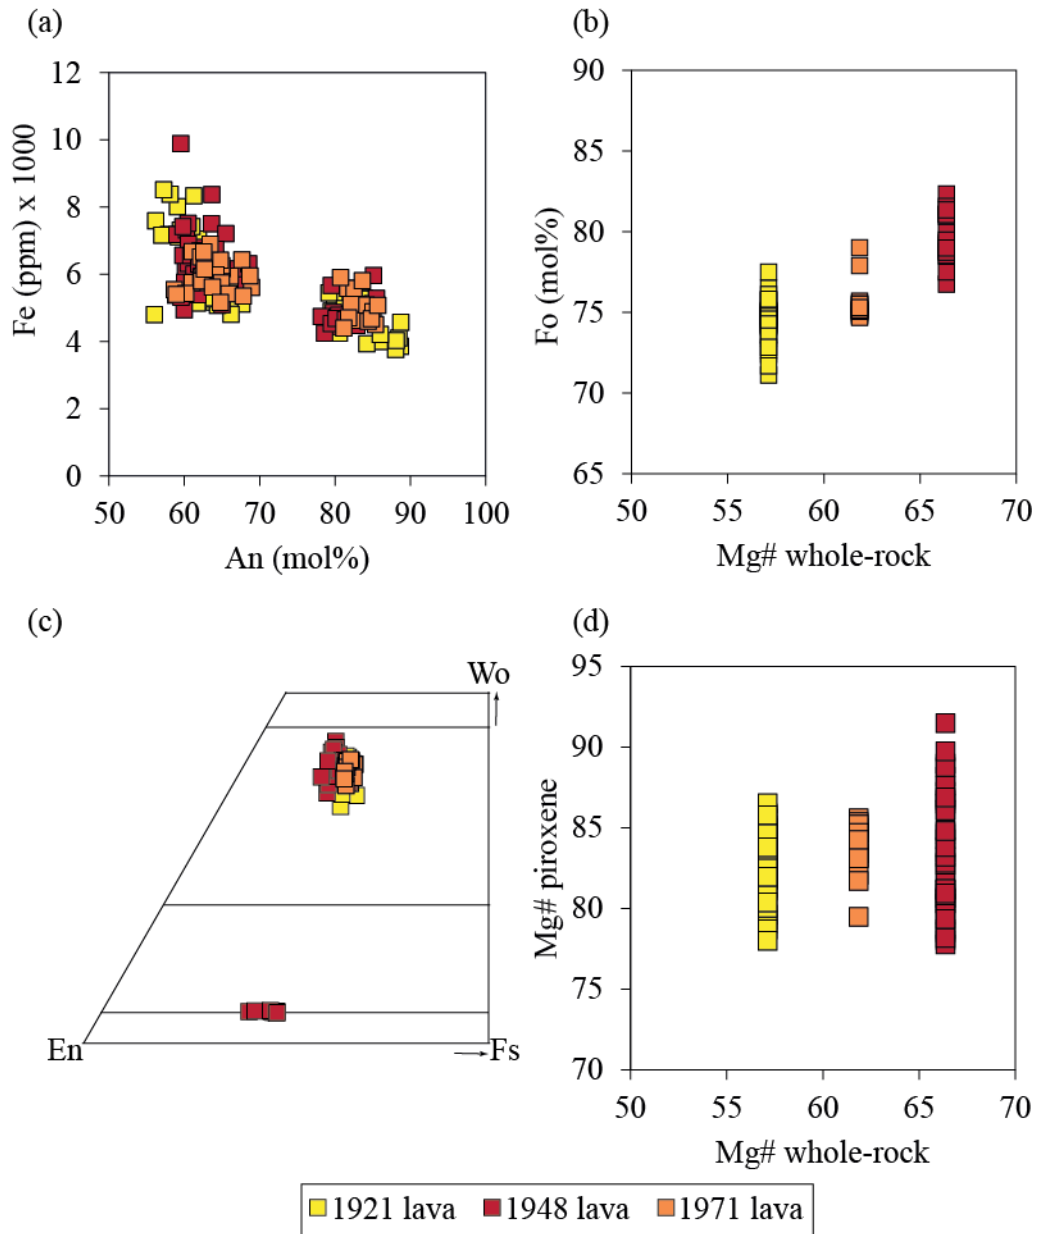 (a)
12
10
8
6
4
2
0
Fe (ppm) x 1000
50 60 70 80 90 100
An (mol%)
(b)
90
85
80
75
70
65
Fo (mol%)
50 55 60 65 70
Mg# whole-rock
(c)
Wo
En
Fs
(d)
95
90
85
80
75
70
Mg# piroxene
50 55 60 65 70
Mg# whole-rock
1921 lava 1948 lava 1971 lava